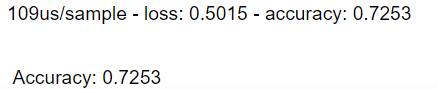 109us/sample - loss: 0.5015 - accuracy: 0.7253
Accuracy: 0.7253